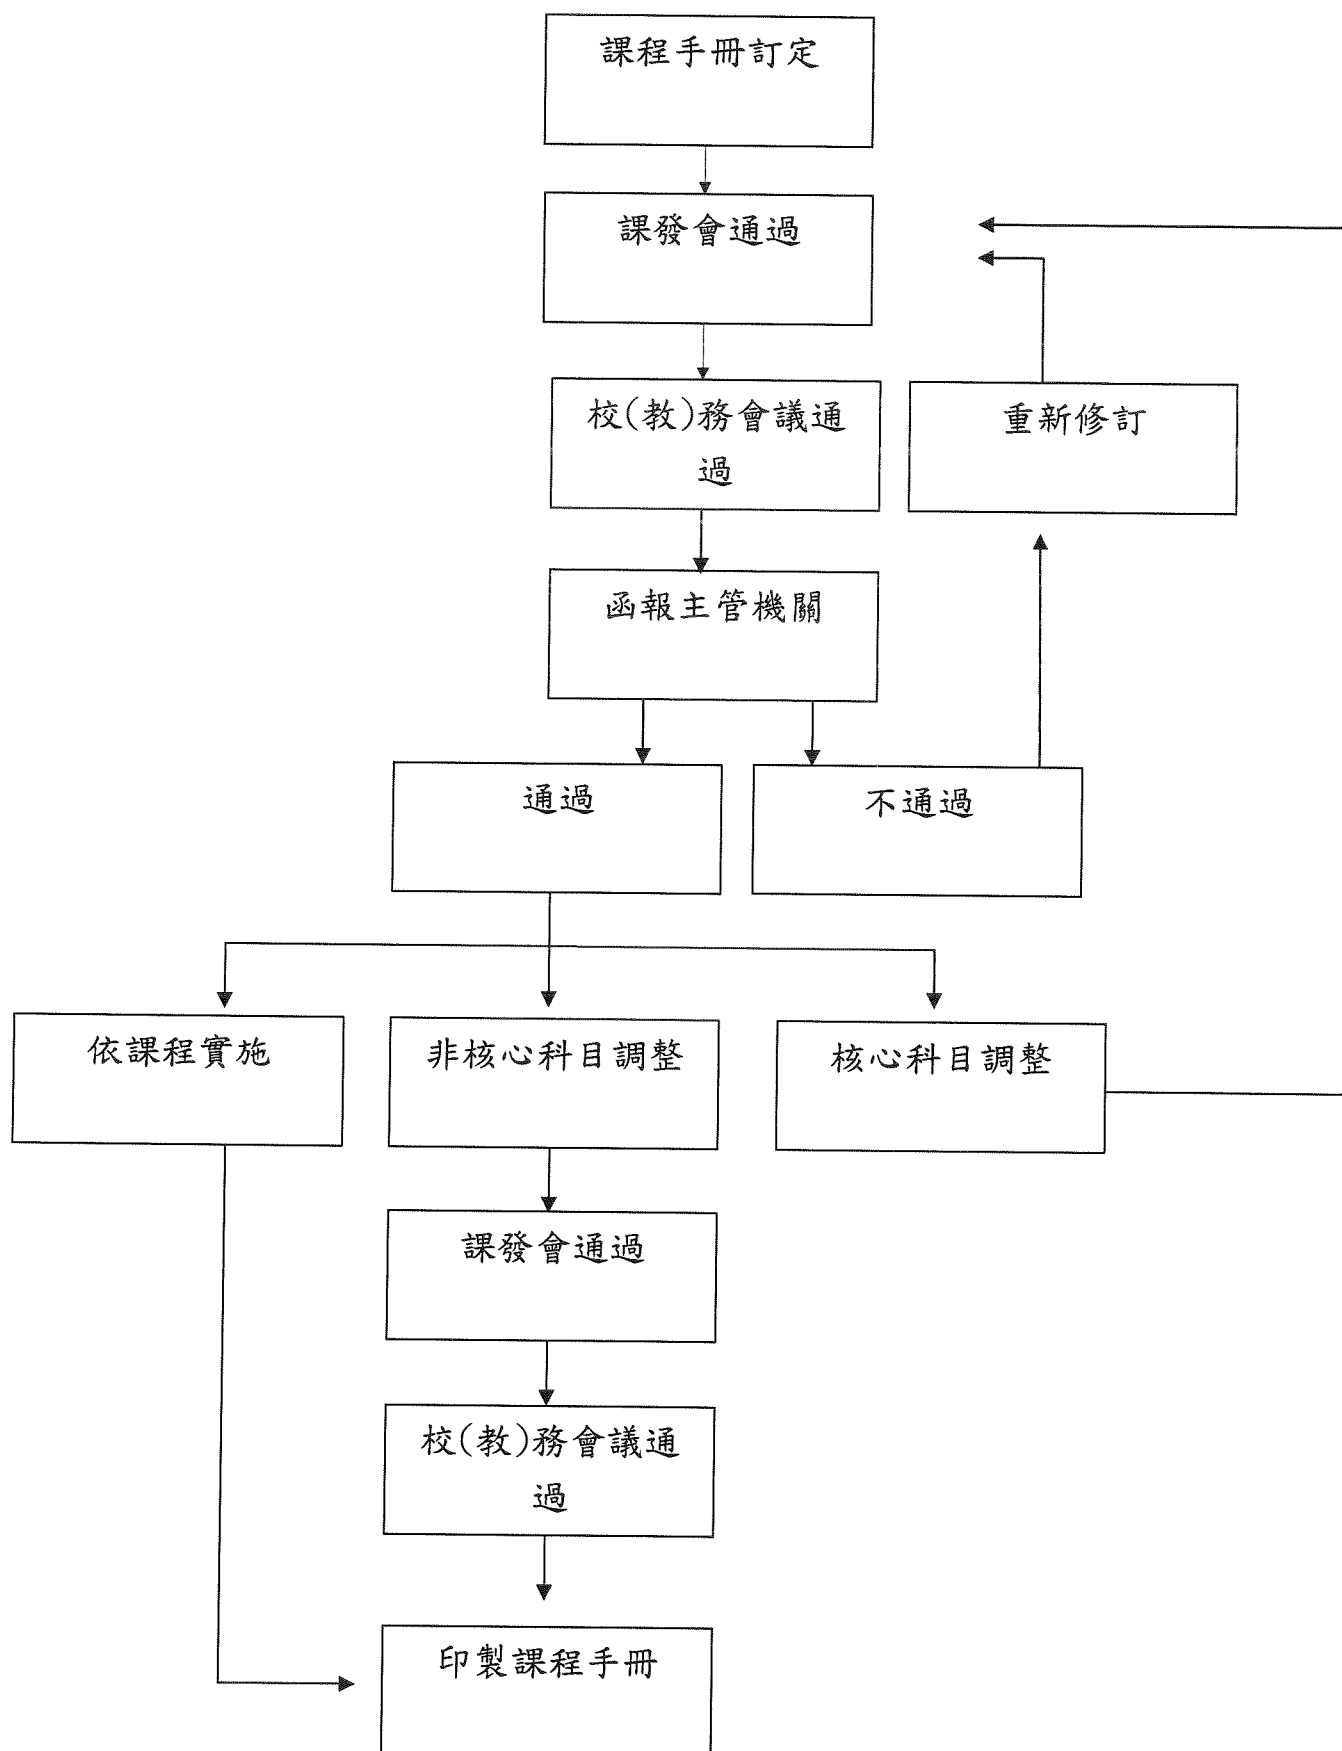 課程手冊訂定
課發會通過
校(教)務會議通
過
重新修訂
函報主管機關
通過
不通過
依課程實施
非核心科目調整
核心科目調整
課發會通過
校(教)務會議通
過
印製課程手冊